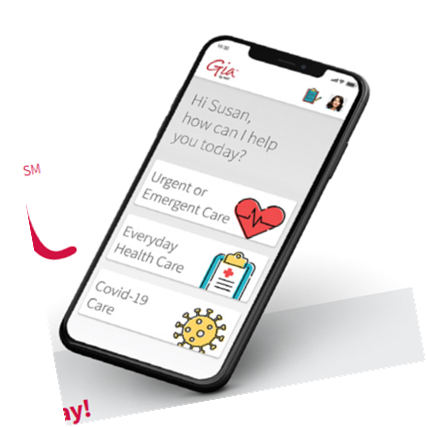 Gia
SM
Hi Susan,
how can I help
you today?
Urgent or
Emergent Care
Everyday
Health Care
Covid-19
Care
ay!